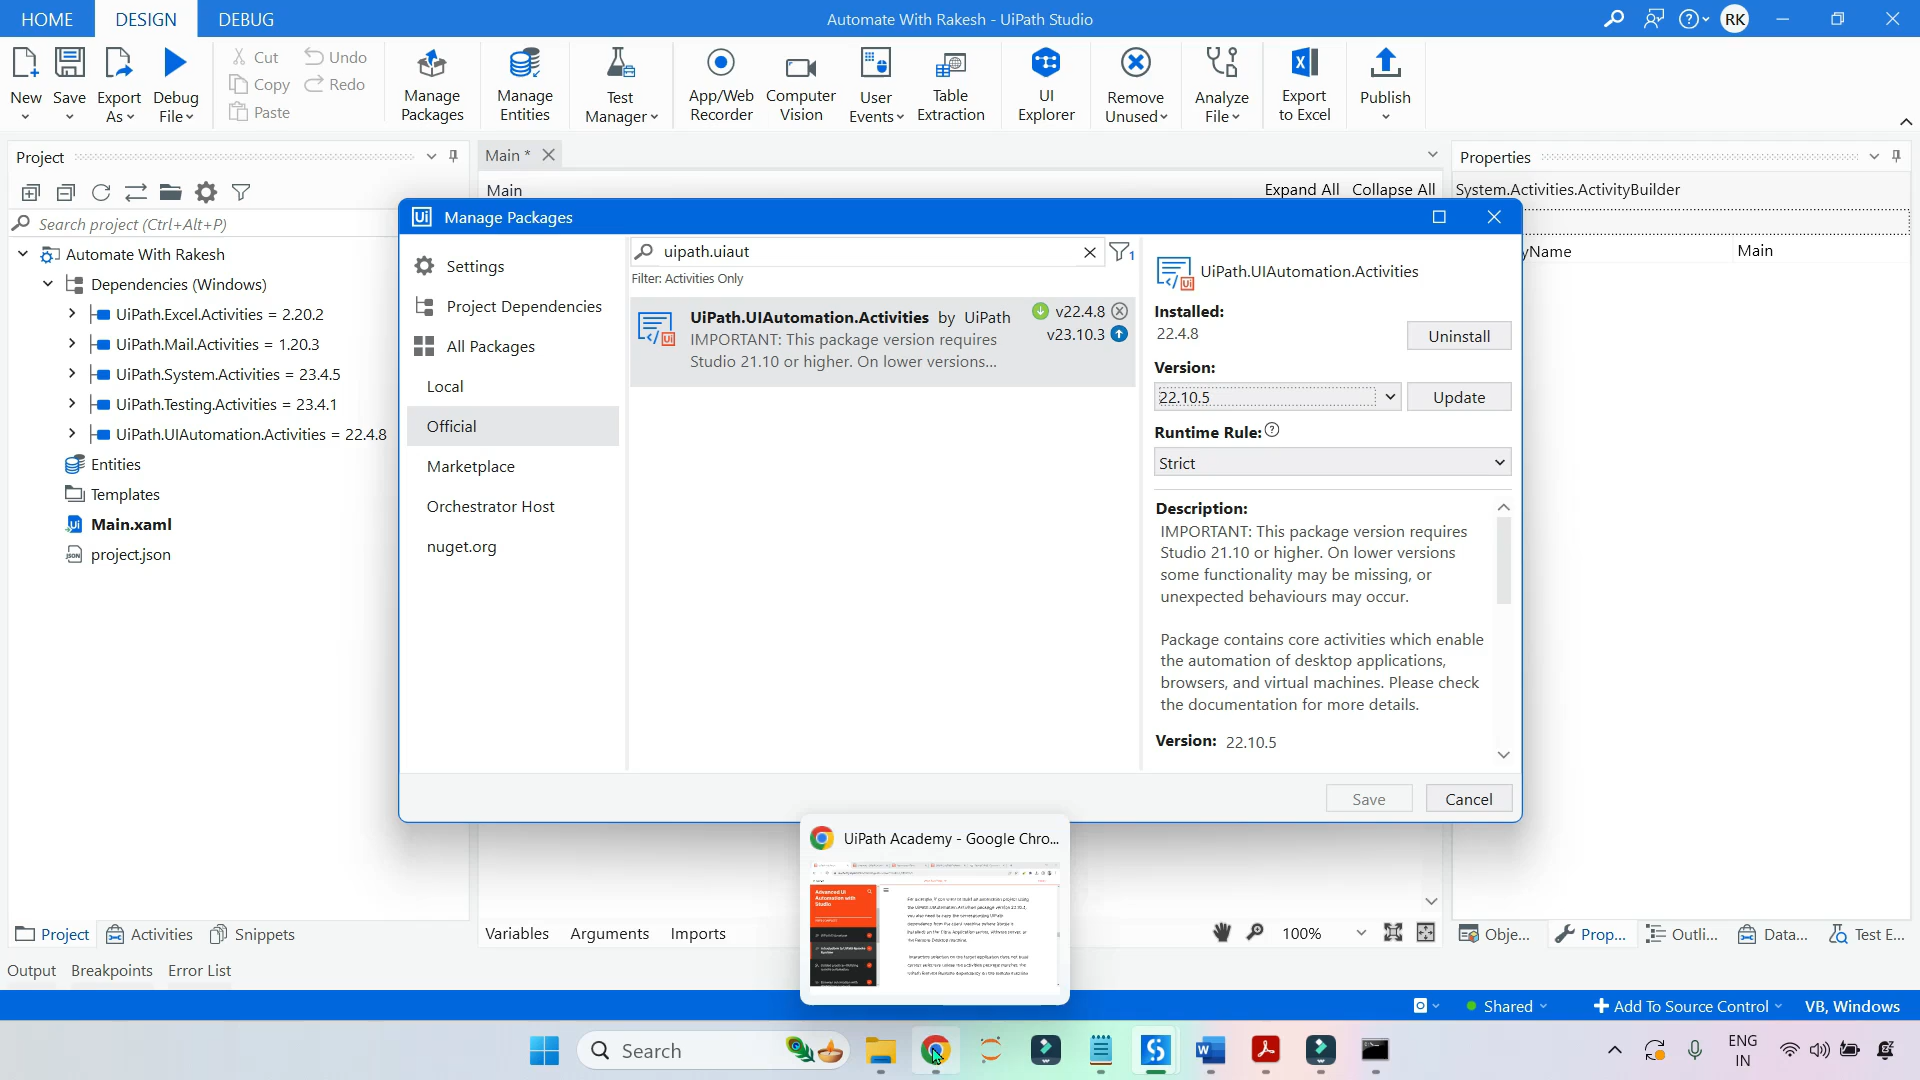 HOME
DESIGN
DEBUG
Automate With Rakesh - UiPath Studio
RK
New
Save
Export As
Debug File
Cut
Copy
Paste
Undo
Redo
Manage Packages
Manage Entities
Test Manager
App/Web Recorder
Computer Vision
User Events
Table Extraction
UI Explorer
Remove Unused
Analyze File
Export to Excel
Publish
Project
Search project (Ctrl+Alt+P)
Automate With Rakesh
Dependencies (Windows)
UiPath.Excel.Activities = 2.20.2
UiPath.Mail.Activities = 1.20.3
UiPath.System.Activities = 23.4.5
UiPath.Testing.Activities = 23.4.1
UiPath.UIAutomation.Activities = 22.4.8
Entities
Templates
Main.xaml
project.json
Main *
Main
Expand All
Collapse All
Properties
System.Activities.ActivityBuilder
yName
Main
Ui Manage Packages
Settings
Project Dependencies
All Packages
Local
Official
Marketplace
Orchestrator Host
nuget.org
uipath.uiaut
1
Filter: Activities Only
UiPath.UIAutomation.Activities by UiPath
IMPORTANT: This package version requires
Studio 21.10 or higher. On lower versions...
v22.4.8
v23.10.3
UiPath.UIAutomation.Activities
Installed:
22.4.8
Uninstall
Version:
22.10.5
Update
Runtime Rule:
Strict
Description:
IMPORTANT: This package version requires
Studio 21.10 or higher. On lower versions
some functionality may be missing, or
unexpected behaviours may occur.
Package contains core activities which enable
the automation of desktop applications,
browsers, and virtual machines. Please check
the documentation for more details.
Version: 22.10.5
Save
Cancel
UiPath Academy - Google Chro...
Advanced UI
Automation with
Studio
Project
Activities
Snippets
Variables
Arguments
Imports
100%
Obje...
Prop...
Outli...
Data...
Test E...
Output
Breakpoints
Error List
Shared
Add To Source Control
VB, Windows
Search
ENG
IN